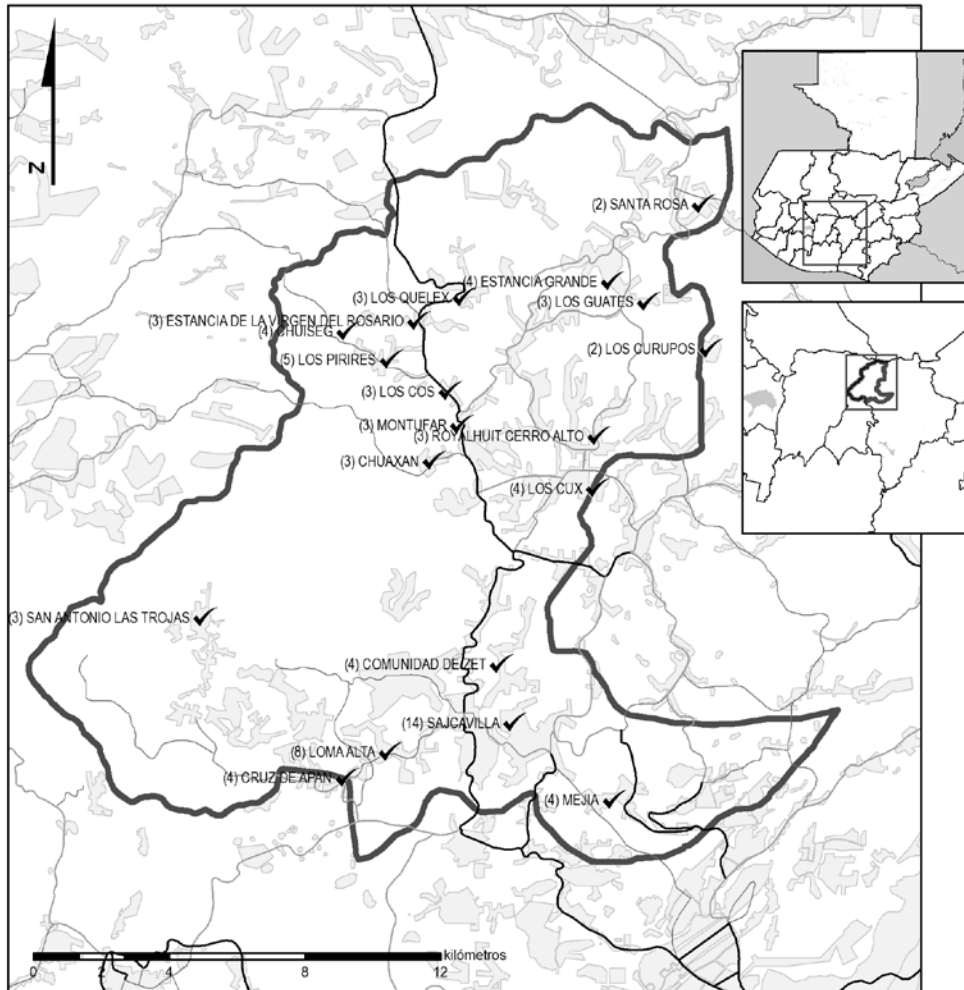 N
(2) SANTA ROSA
(4) ESTANCIA GRANDE
(3) LOS QUELEX
(3) LOS GUATES
(3) ESTANCIA DE LA VIRGEN DEL ROSARIO
(4) CHUISEG
(2) LOS CURUPOS
(5) LOS PIRIRES
(3) LOS COS
(3) MONTUFAR
(3) ROYALHUIT CERRO ALTO
(3) CHUAXAN
(4) LOS CUX
(3) SAN ANTONIO LAS TROJAS
(4) COMUNIDAD DE ZET
(14) SAJCAVILLA
(8) LOMA ALTA
(4) CRUZ DE APAN
(4) MEJIA
kilómetros
0 2 4 8 12